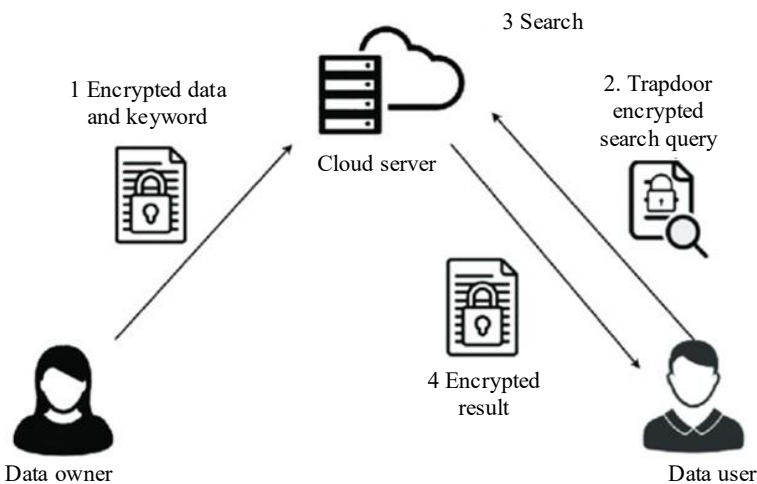 3 Search
1 Encrypted data
and keyword
2. Trapdoor
encrypted
search query
Cloud server
4 Encrypted
result
Data owner
Data user